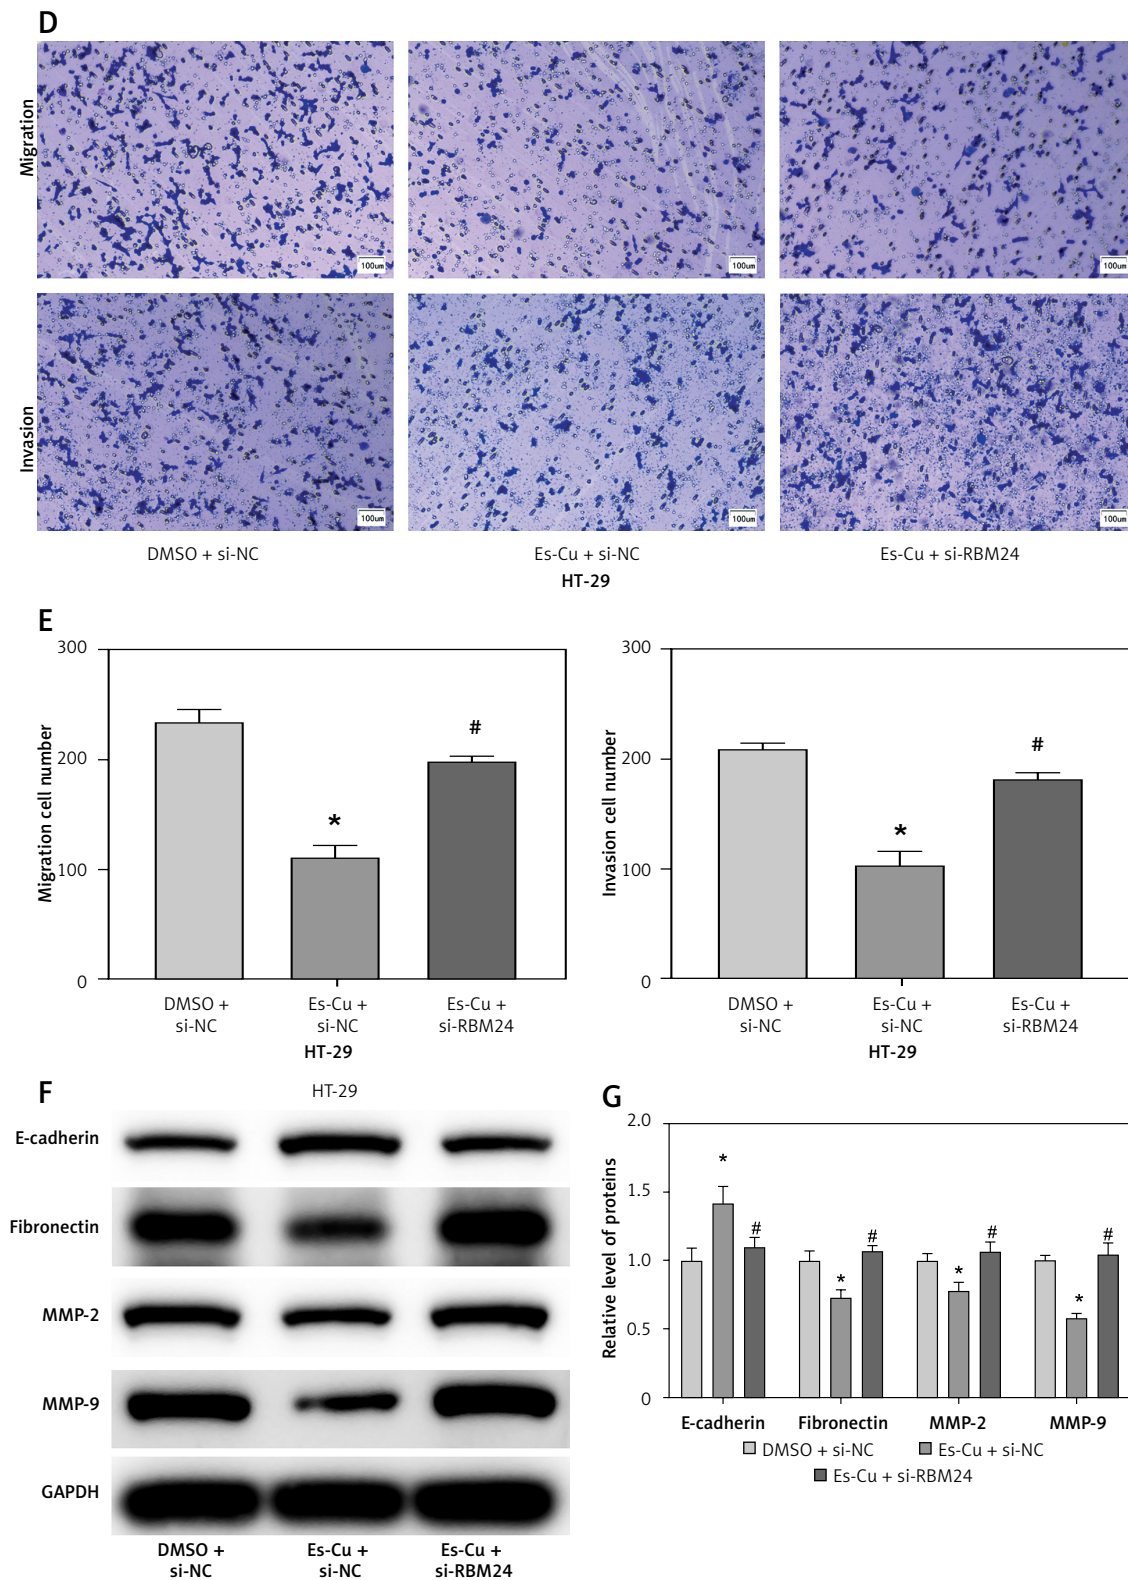 D
Migration
100um
100um
100um
Invasion
100um
100um
100um
DMSO + si-NC
Es-Cu + si-NC
Es-Cu + si-RBM24
HT-29
E
Migration cell number
300
200
100
0
*
#
DMSO +
si-NC
Es-Cu +
si-NC
Es-Cu +
si-RBM24
HT-29
Invasion cell number
300
200
100
0
*
#
DMSO +
si-NC
Es-Cu +
si-NC
Es-Cu +
si-RBM24
HT-29
F
HT-29
E-cadherin
Fibronectin
MMP-2
MMP-9
GAPDH
DMSO +
si-NC
Es-Cu +
si-NC
Es-Cu +
si-RBM24
G
Relative level of proteins
2.0
1.5
1.0
0.5
0
*
#
*
#
*
#
*
#
E-cadherin
Fibronectin
MMP-2
MMP-9
DMSO + si-NC
Es-Cu + si-NC
Es-Cu + si-RBM24